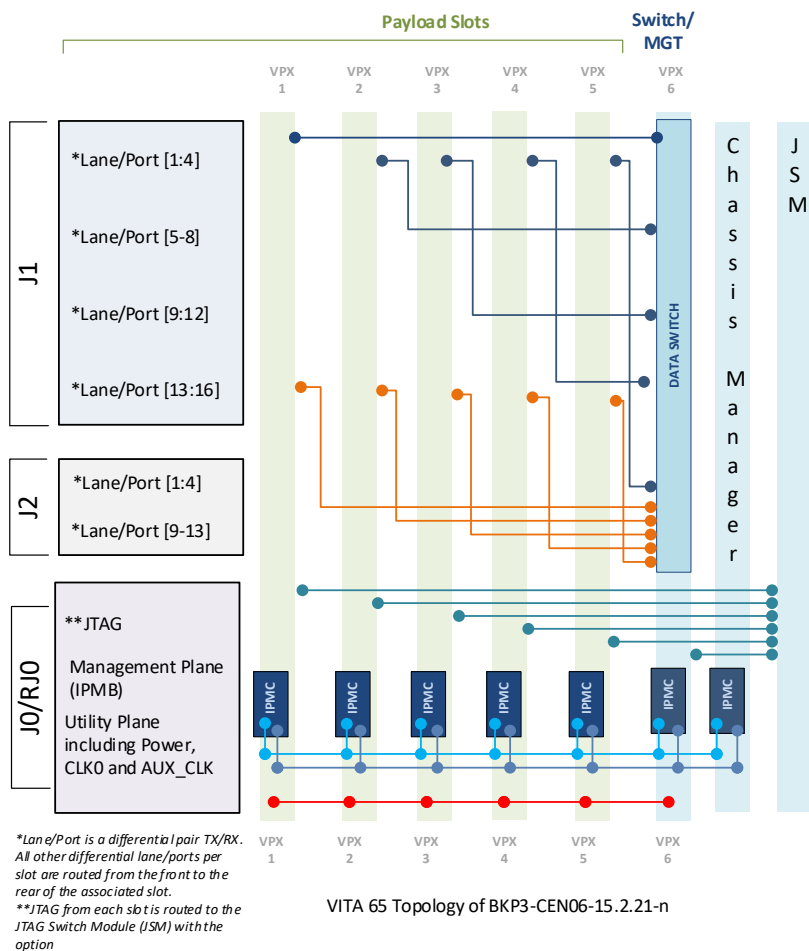 Payload Slots
Switch/
MGT
VPX
1
VPX
2
VPX
3
VPX
4
VPX
5
VPX
6
J1
*Lane/Port [1:4]
*Lane/Port [5-8]
*Lane/Port [9:12]
*Lane/Port [13:16]
DATA SWITCH
Chassis Manager
JSM
J2
*Lane/Port [1:4]
*Lane/Port [9-13]
J0/RJ0
**JTAG
Management Plane
(IPMB)
Utility Plane
including Power,
CLK0 and AUX_CLK
IPMC
IPMC
IPMC
IPMC
IPMC
IPMC
IPMC
VPX
1
VPX
2
VPX
3
VPX
4
VPX
5
VPX
6
*Lane/Port is a differential pair TX/RX.
All other differential lane/ports per
slot are routed from the front to the
rear of the associated slot.
**JTAG from each slot is routed to the
JTAG Switch Module (JSM) with the
option
VITA 65 Topology of BKP3-CEN06-15.2.21-n